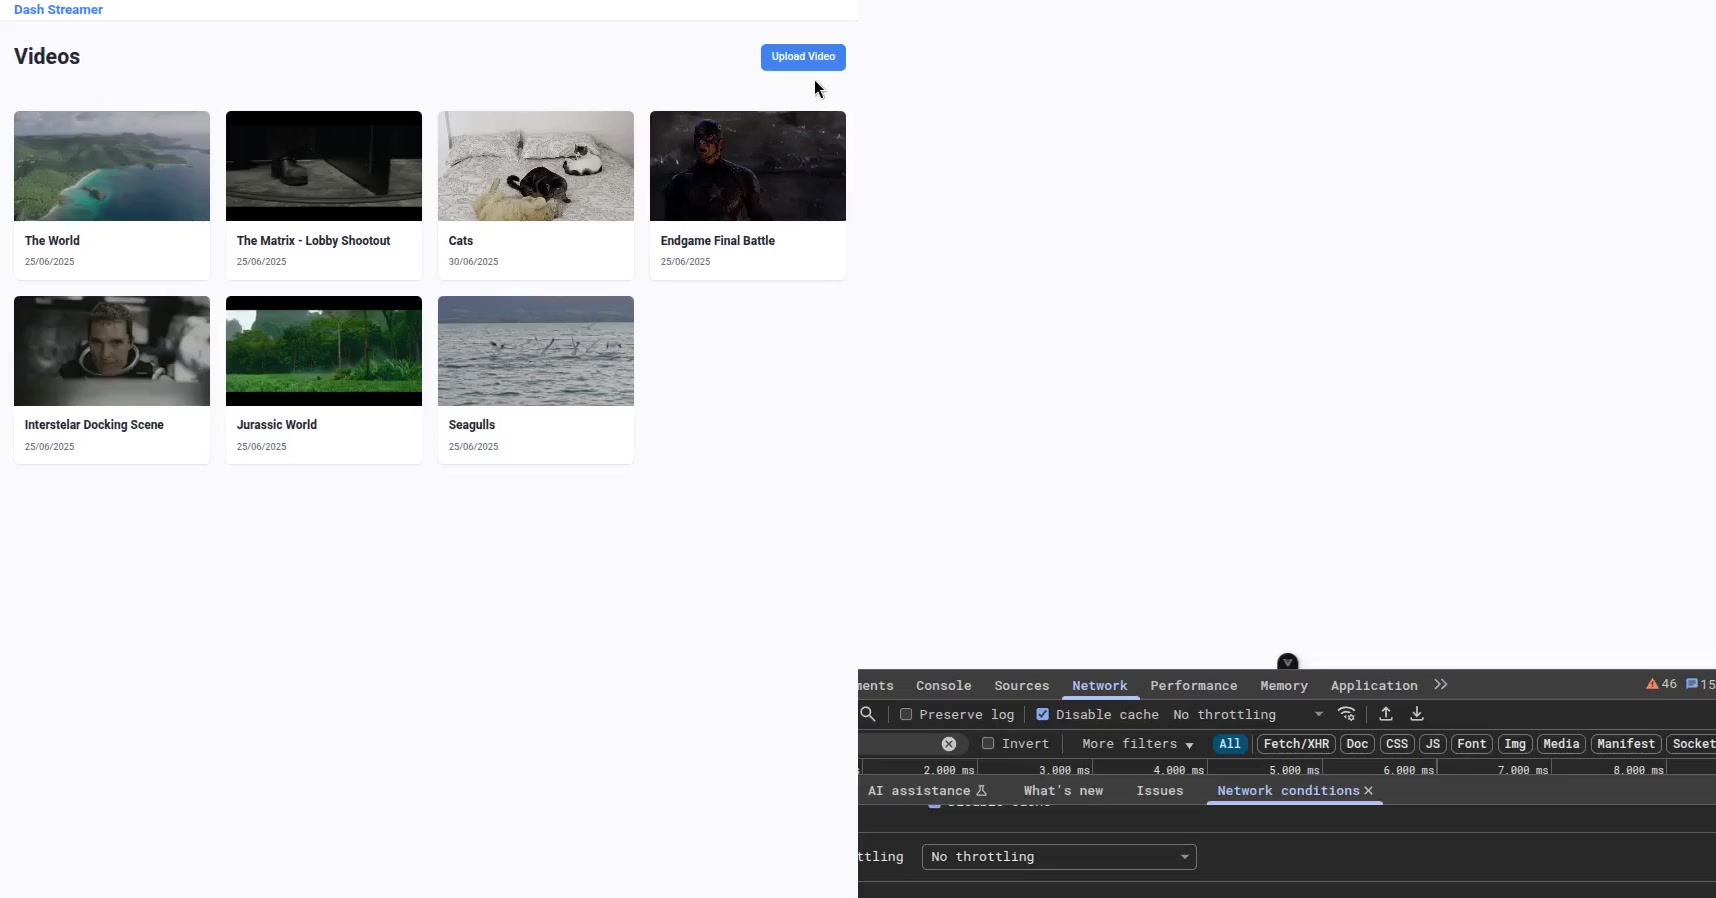 Dash Streamer
Videos
Upload Video
The World
25/06/2025
The Matrix - Lobby Shootout
25/06/2025
Cats
30/06/2025
Endgame Final Battle
25/06/2025
Interstelar Docking Scene
25/06/2025
Jurassic World
25/06/2025
Seagulls
25/06/2025
nents Console Sources Network Performance Memory Application 46 15
Preserve log Disable cache No throttling
Invert More filters All Fetch/XHR Doc CSS JS Font Img Media Manifest Socket
2.000 ms 3.000 ms 4.000 ms 5.000 ms 6.000 ms 7.000 ms 8.000 ms
AI assistance What's new Issues Network conditions
ttling No throttling